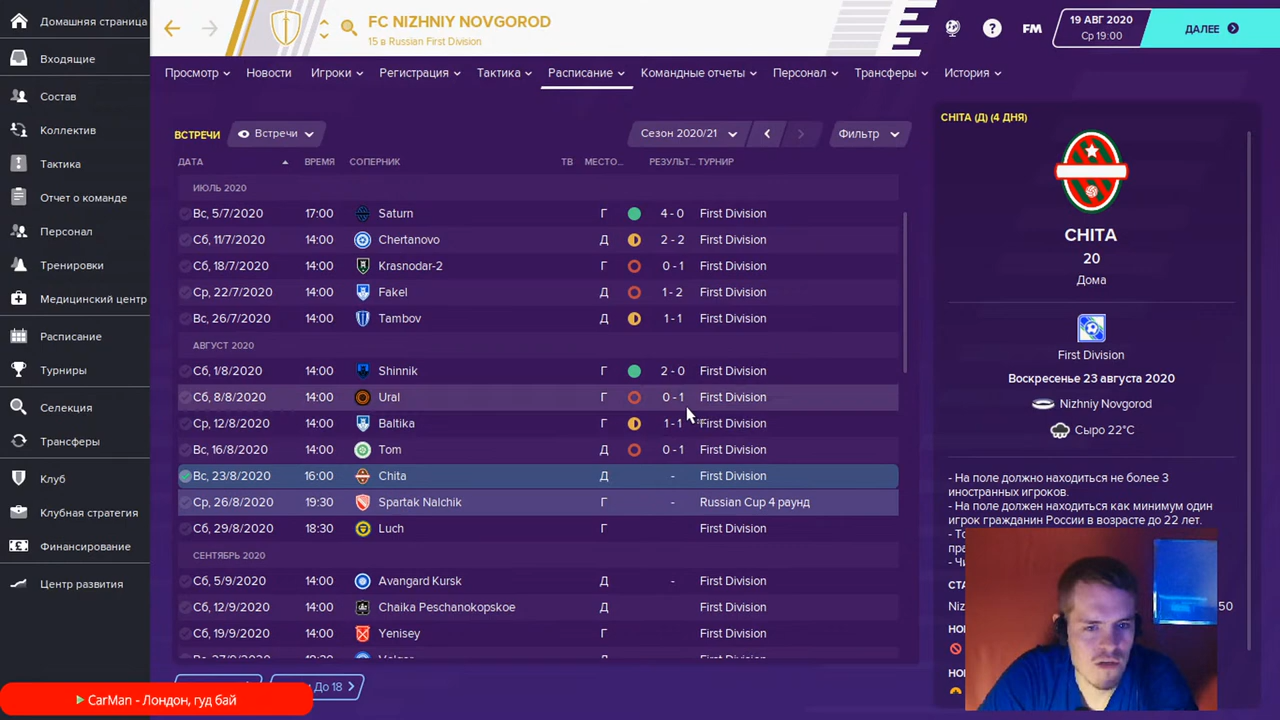 Домашняя страница
FC NIZHNIY NOVGOROD
15 в Russian First Division
FM
19 АВГ 2020
Ср 19:00
ДАЛЕЕ
Входящие
Состав
Коллектив
Тактика
Отчет о команде
Персонал
Тренировки
Медицинский центр
Расписание
Турниры
Селекция
Трансферы
Клуб
Клубная стратегия
Финансирование
Центр развития
Просмотр Новости Игроки Регистрация Тактика Расписание Командные отчеты Персонал Трансферы История
ВСТРЕЧИ Встречи Сезон 2020/21 Фильтр
ДАТА ВРЕМЯ СОПЕРНИК ТВ МЕСТО... РЕЗУЛЬТ... ТУРНИР
ИЮЛЬ 2020
Вс, 5/7/2020 17:00 Saturn Г 4 - 0 First Division
Сб, 11/7/2020 14:00 Chertanovo Д 2 - 2 First Division
Сб, 18/7/2020 14:00 Krasnodar-2 Г 0 - 1 First Division
Ср, 22/7/2020 14:00 Fakel Д 1 - 2 First Division
Вс, 26/7/2020 14:00 Tambov Д 1 - 1 First Division
АВГУСТ 2020
Сб, 1/8/2020 14:00 Shinnik Г 2 - 0 First Division
Сб, 8/8/2020 14:00 Ural Г 0 - 1 First Division
Ср, 12/8/2020 14:00 Baltika Г 1 - 1 First Division
Вс, 16/8/2020 14:00 Tom Д 0 - 1 First Division
Вс, 23/8/2020 16:00 Chita Д - First Division
Ср, 26/8/2020 19:30 Spartak Nalchik Г - Russian Cup 4 раунд
Сб, 29/8/2020 18:30 Luch Г First Division
СЕНТЯБРЬ 2020
Сб, 5/9/2020 14:00 Avangard Kursk Д - First Division
Сб, 12/9/2020 14:00 Chaika Peschanokopskoe Д First Division
Сб, 19/9/2020 14:00 Yenisey Г First Division
До 18
CHITA (Д) (4 ДНЯ)
CHITA
20
Дома
First Division
Воскресенье 23 августа 2020
Nizhniy Novgorod
Сыро 22°C
- На поле должно находиться не более 3
иностранных игроков.
- На поле должен находиться как минимум один
игрок гражданин России в возрасте до 22 лет.
CarMan - Лондон, гуд бай